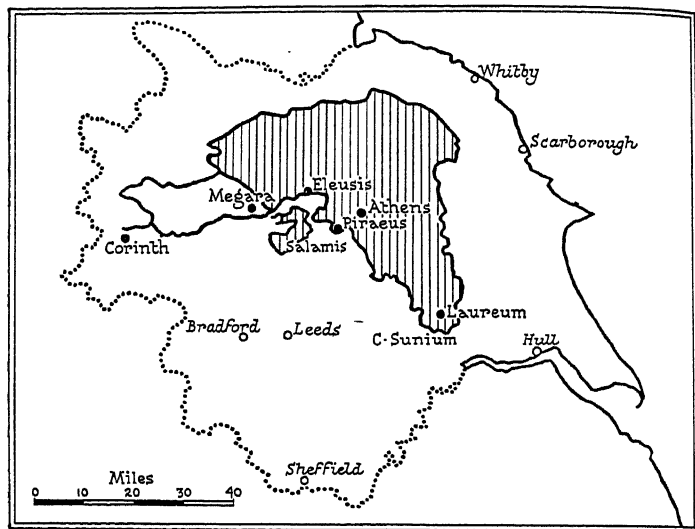 Whitby
Scarborough
Eleusis
Megara
Athens
Piraeus
Corinth
Salamis
Laureum
Bradford
Leeds
C. Sunium
Hull
Sheffield
Miles
0 10 20 30 40